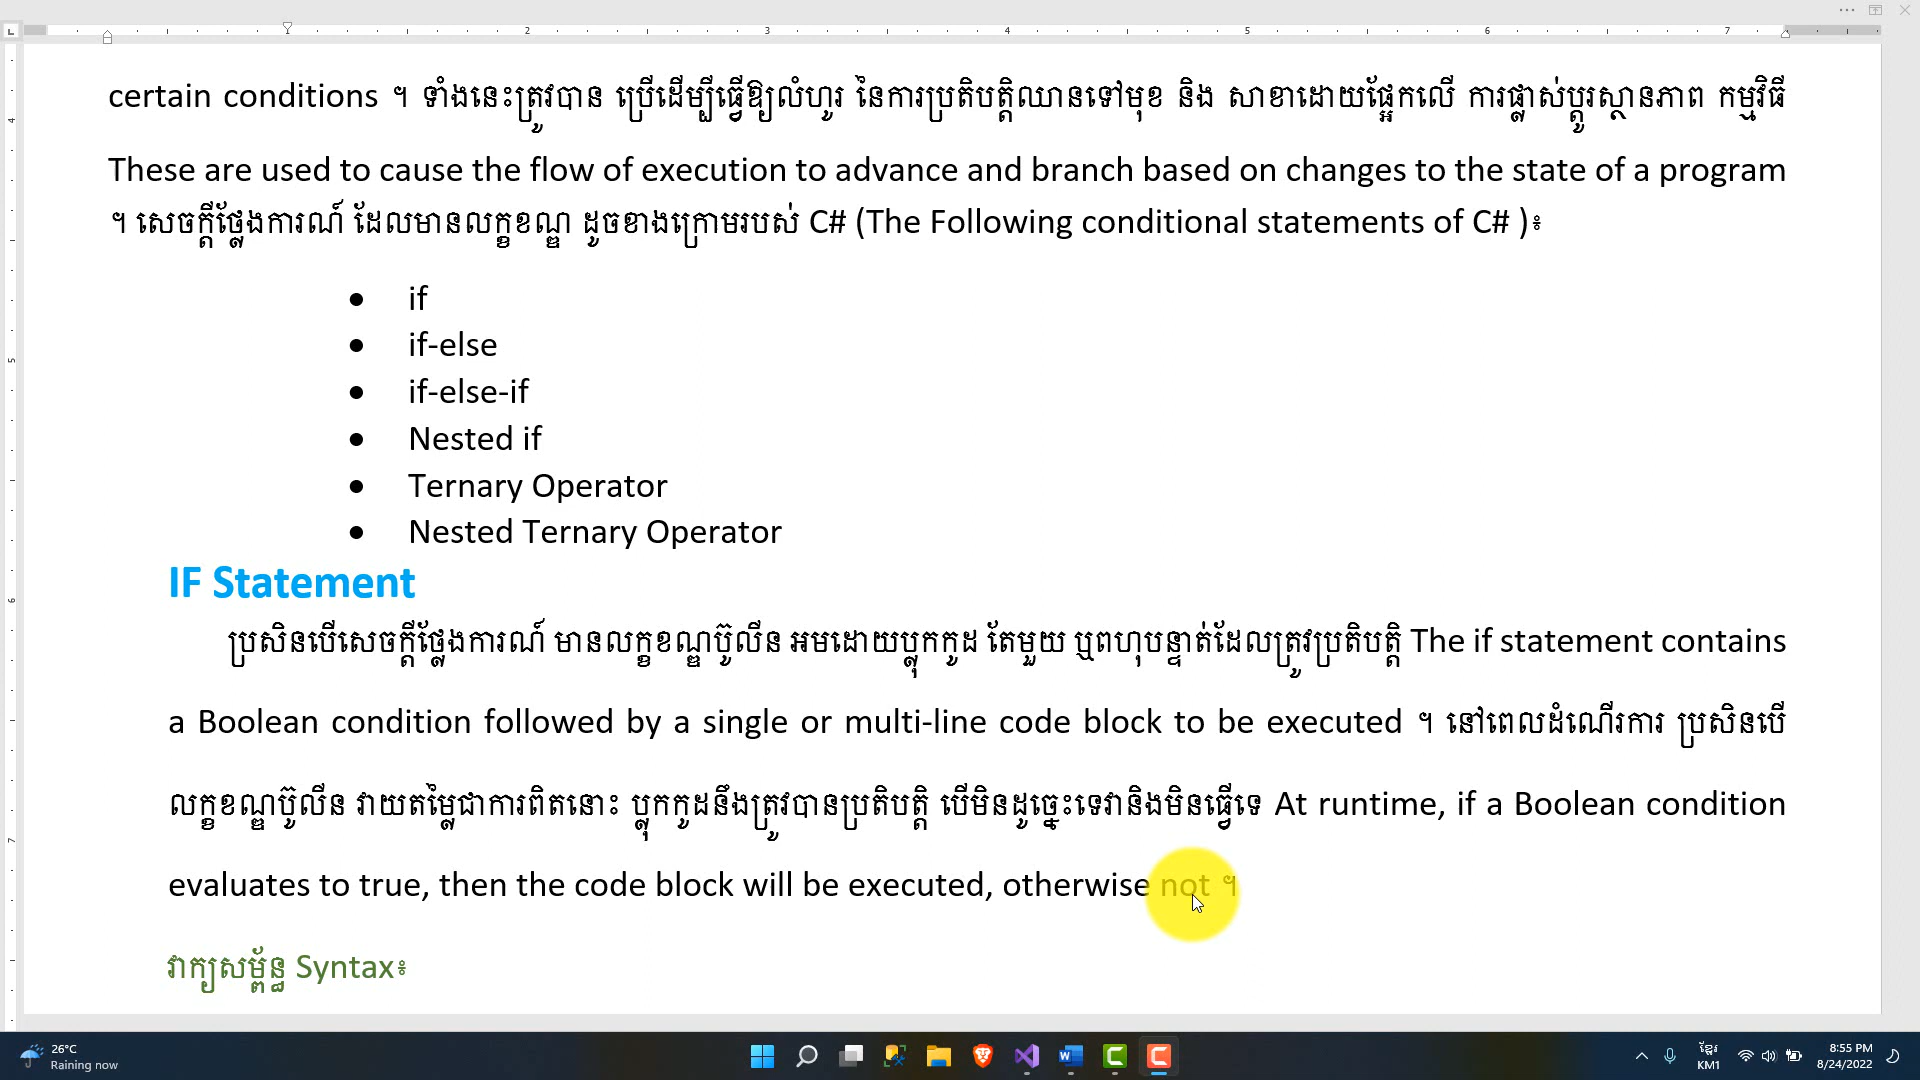 certain conditions ។ ទាំងនេះត្រូវបាន ប្រើដើម្បីធ្វើឱ្យលំហូរ នៃការប្រតិបត្តិឈានទៅមុខ និង សាខាដោយផ្អែកលើ ការផ្លាស់ប្តូរស្ថានភាព កម្មវិធី
These are used to cause the flow of execution to advance and branch based on changes to the state of a program
។ សេចក្តីថ្លែងការណ៍ ដែលមានលក្ខខណ្ឌ ដូចខាងក្រោមរបស់ C# (The Following conditional statements of C# )៖
• if
• if-else
• if-else-if
• Nested if
• Ternary Operator
• Nested Ternary Operator
IF Statement
ប្រសិនបើសេចក្តីថ្លែងការណ៍ មានលក្ខខណ្ឌប៊ូលីន អមដោយប្លុកកូដ តែមួយ ឬពហុបន្ទាត់ដែលត្រូវប្រតិបត្តិ The if statement contains
a Boolean condition followed by a single or multi-line code block to be executed ។ នៅពេលដំណើរការ ប្រសិនបើ
លក្ខខណ្ឌប៊ូលីន វាយតម្លៃជាការពិតនោះ ប្លុកកូដនឹងត្រូវបានប្រតិបត្តិ បើមិនដូច្នេះទេវានិងមិនធ្វើទេ At runtime, if a Boolean condition
evaluates to true, then the code block will be executed, otherwise not ។
វាក្យសម្ព័ន្ធ Syntax៖
26°C
Raining now
ខ្មែរ
KM1
8:55 PM
8/24/2022